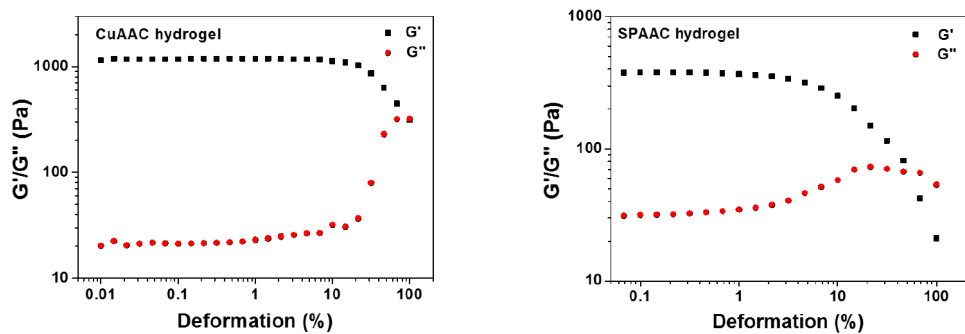 CuAAC hydrogel
G'
G"
1000
100
10
G'/G" (Pa)
0.01 0.1 1 10 100
Deformation (%)
SPAAC hydrogel
G'
G"
1000
100
10
G'/G" (Pa)
0.1 1 10 100
Deformation (%)